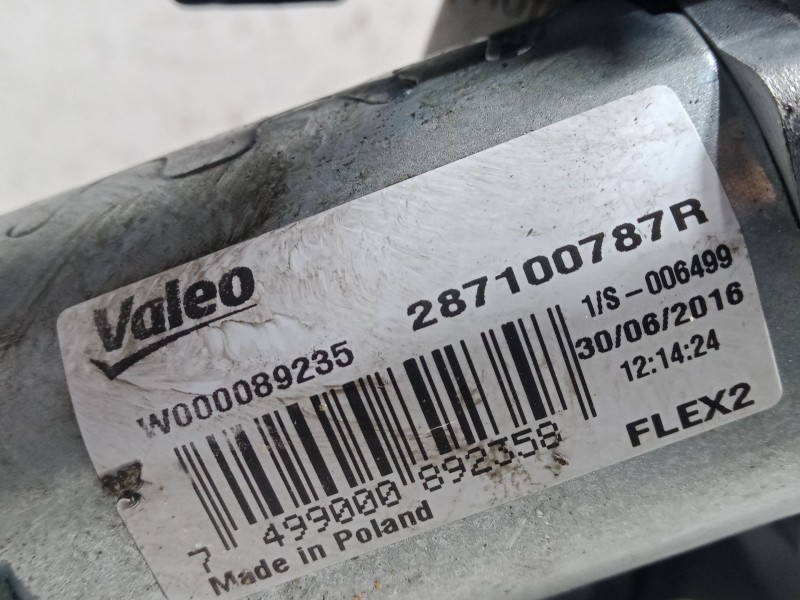 Valeo
287100787R
W000089235
1/S-006499
30/06/2016
12:14:24
FLEX2
7 499000 892358
Made in Poland